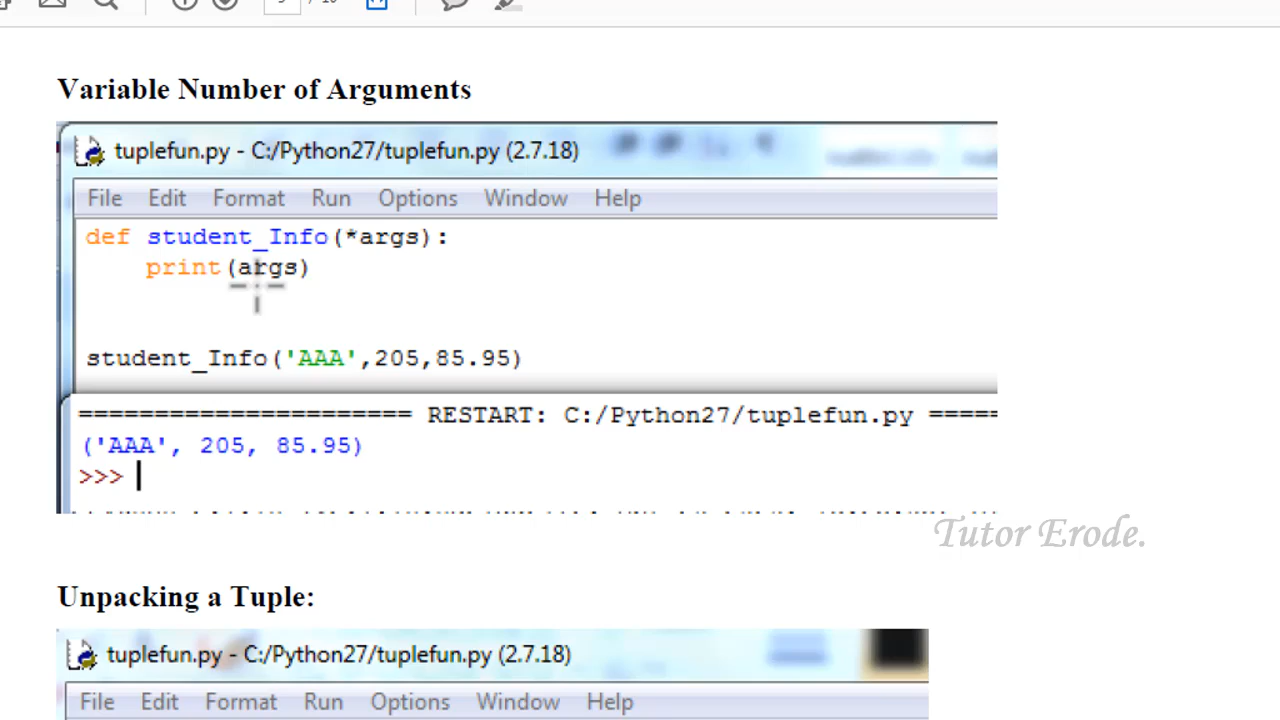 Variable Number of Arguments
tuplefun.py - C:/Python27/tuplefun.py (2.7.18)
File Edit Format Run Options Window Help
def student_Info(*args):
    print(args)
student_Info('AAA',205,85.95)
====================== RESTART: C:/Python27/tuplefun.py =====
('AAA', 205, 85.95)
>>>
Tutor Erode.
Unpacking a Tuple:
tuplefun.py - C:/Python27/tuplefun.py (2.7.18)
File Edit Format Run Options Window Help